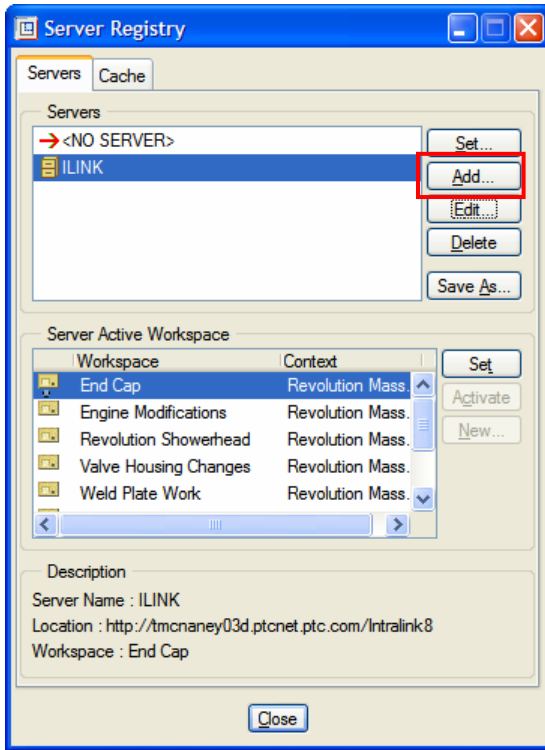 Server Registry
Servers
Cache
Servers
<NO SERVER>
Set...
ILINK
Add...
Edit...
Delete
Save As...
Server Active Workspace
Workspace Context
Set
End Cap Revolution Mass.
Activate
Engine Modifications Revolution Mass.
New...
Revolution Showerhead Revolution Mass.
Valve Housing Changes Revolution Mass.
Weld Plate Work Revolution Mass.
Description
Server Name : ILINK
Location : http://tmcnaney03d.ptcnet.ptc.com/Intralink8
Workspace : End Cap
Close